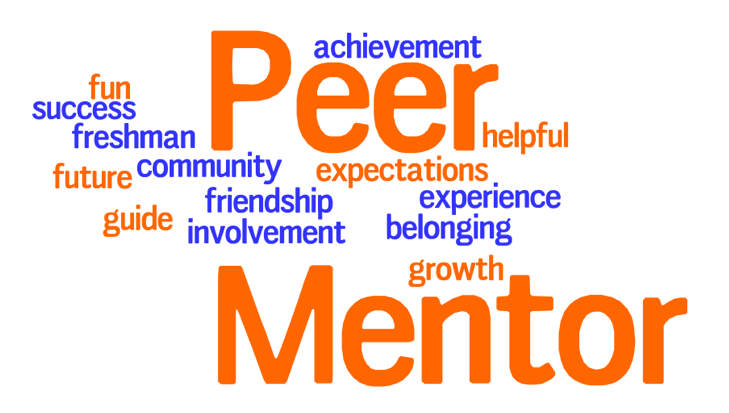 achievement
Peer
fun
success
freshman
helpful
community
expectations
future
friendship
experience
guide
involvement
belonging
growth
Mentor